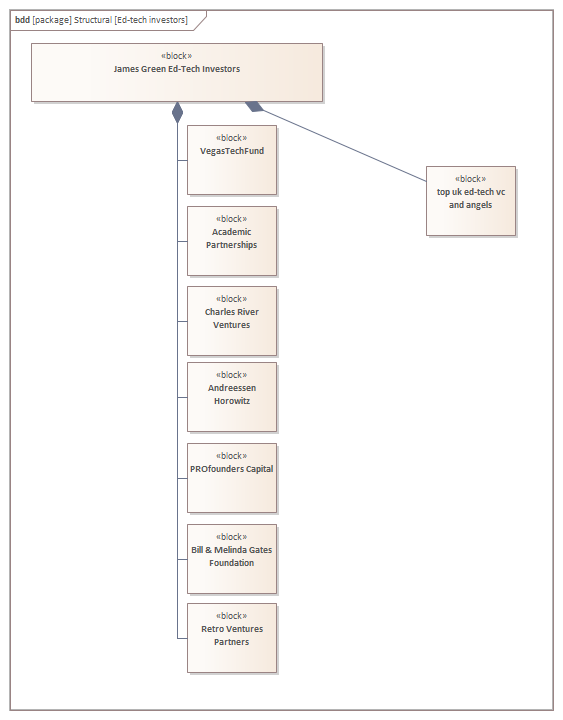 bdd [package] Structural [Ed-tech investors]
«block»
James Green Ed-Tech Investors
«block»
VegasTechFund
«block»
top uk ed-tech vc
and angels
«block»
Academic
Partnerships
«block»
Charles River
Ventures
«block»
Andreessen
Horowitz
«block»
PROfounders Capital
«block»
Bill & Melinda Gates
Foundation
«block»
Retro Ventures
Partners